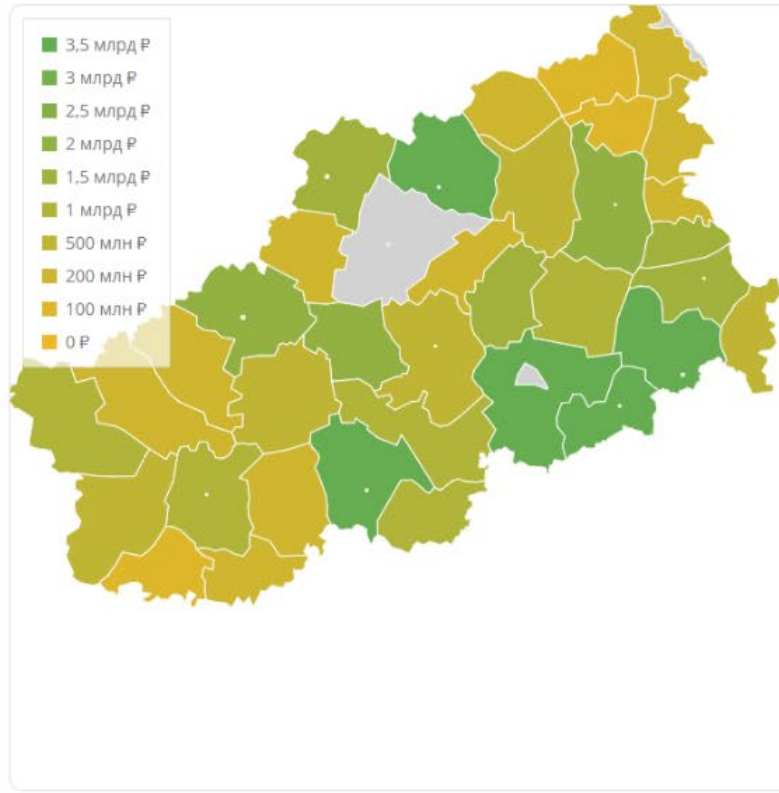 3,5 млрд ₽
3 млрд ₽
2,5 млрд ₽
2 млрд ₽
1,5 млрд ₽
1 млрд ₽
500 млн ₽
200 млн ₽
100 млн ₽
0 ₽